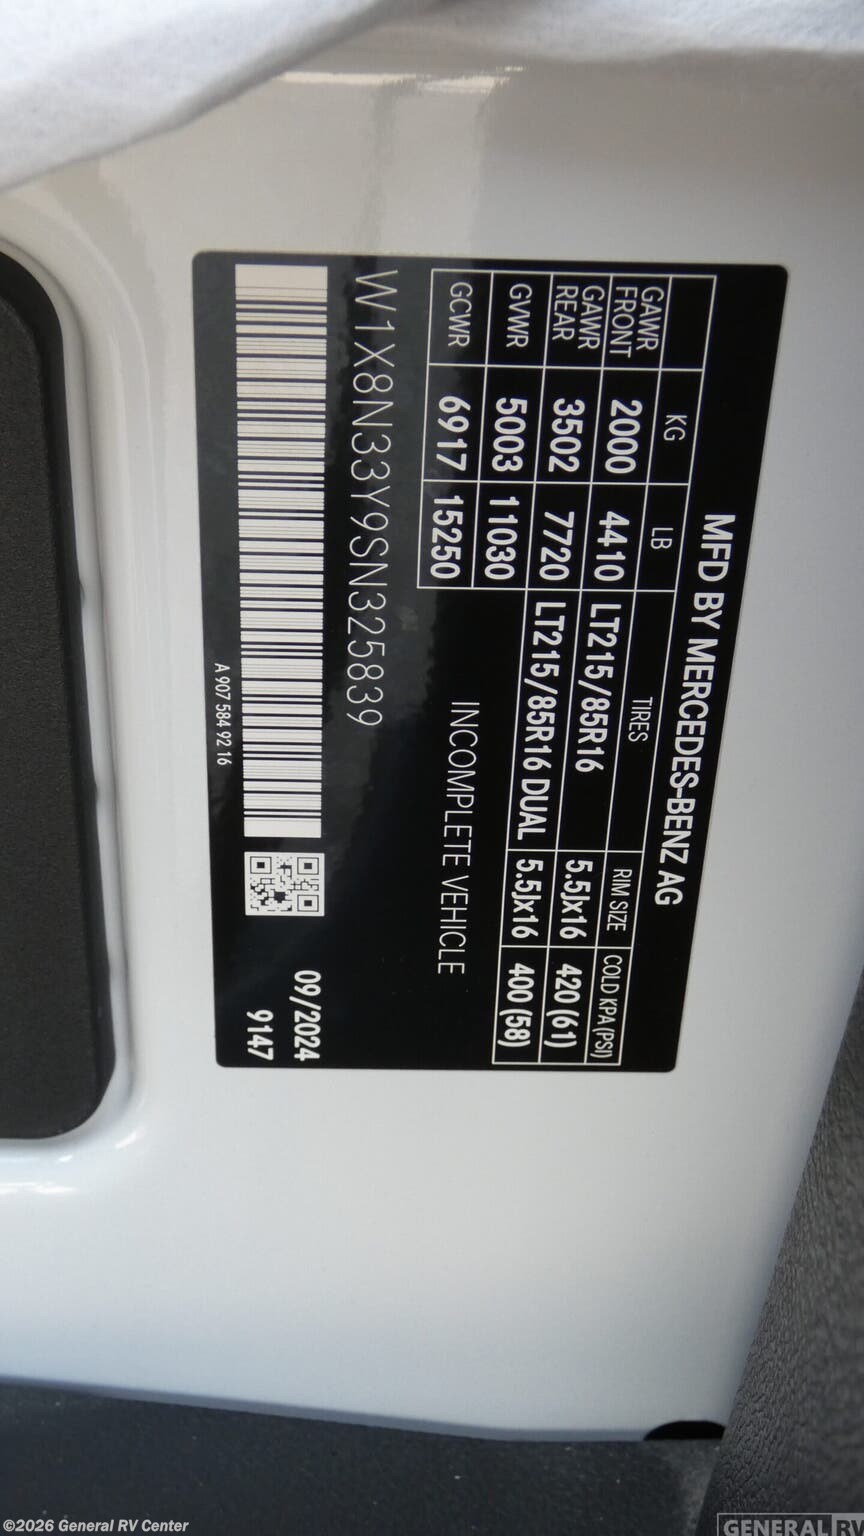 MFD BY MERCEDES-BENZ AG
KG LB TIRES RIM SIZE COLD KPA(PSI)
GAWR FRONT 2000 4410 LT215/85R16 5.5Jx16 420 (61)
GAWR REAR 3502 7720 LT215/85R16 DUAL 5.5Jx16 400 (58)
GVWR 5003 11030
GCWR 6917 15250
INCOMPLETE VEHICLE
W1X8N33Y9SN325839
09/2024
9147
A 907 584 92 16
©2026 General RV Center
GENERAL RV